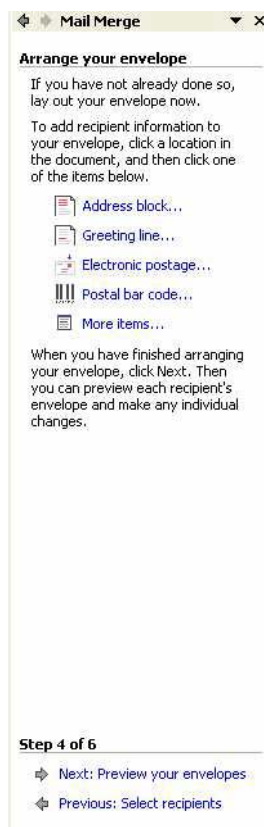 Mail Merge
Arrange your envelope
If you have not already done so,
lay out your envelope now.
To add recipient information to
your envelope, click a location in
the document, and then click one
of the items below.
Address block...
Greeting line...
Electronic postage...
Postal bar code...
More items...
When you have finished arranging
your envelope, click Next. Then
you can preview each recipient's
envelope and make any individual
changes.
Step 4 of 6
Next: Preview your envelopes
Previous: Select recipients